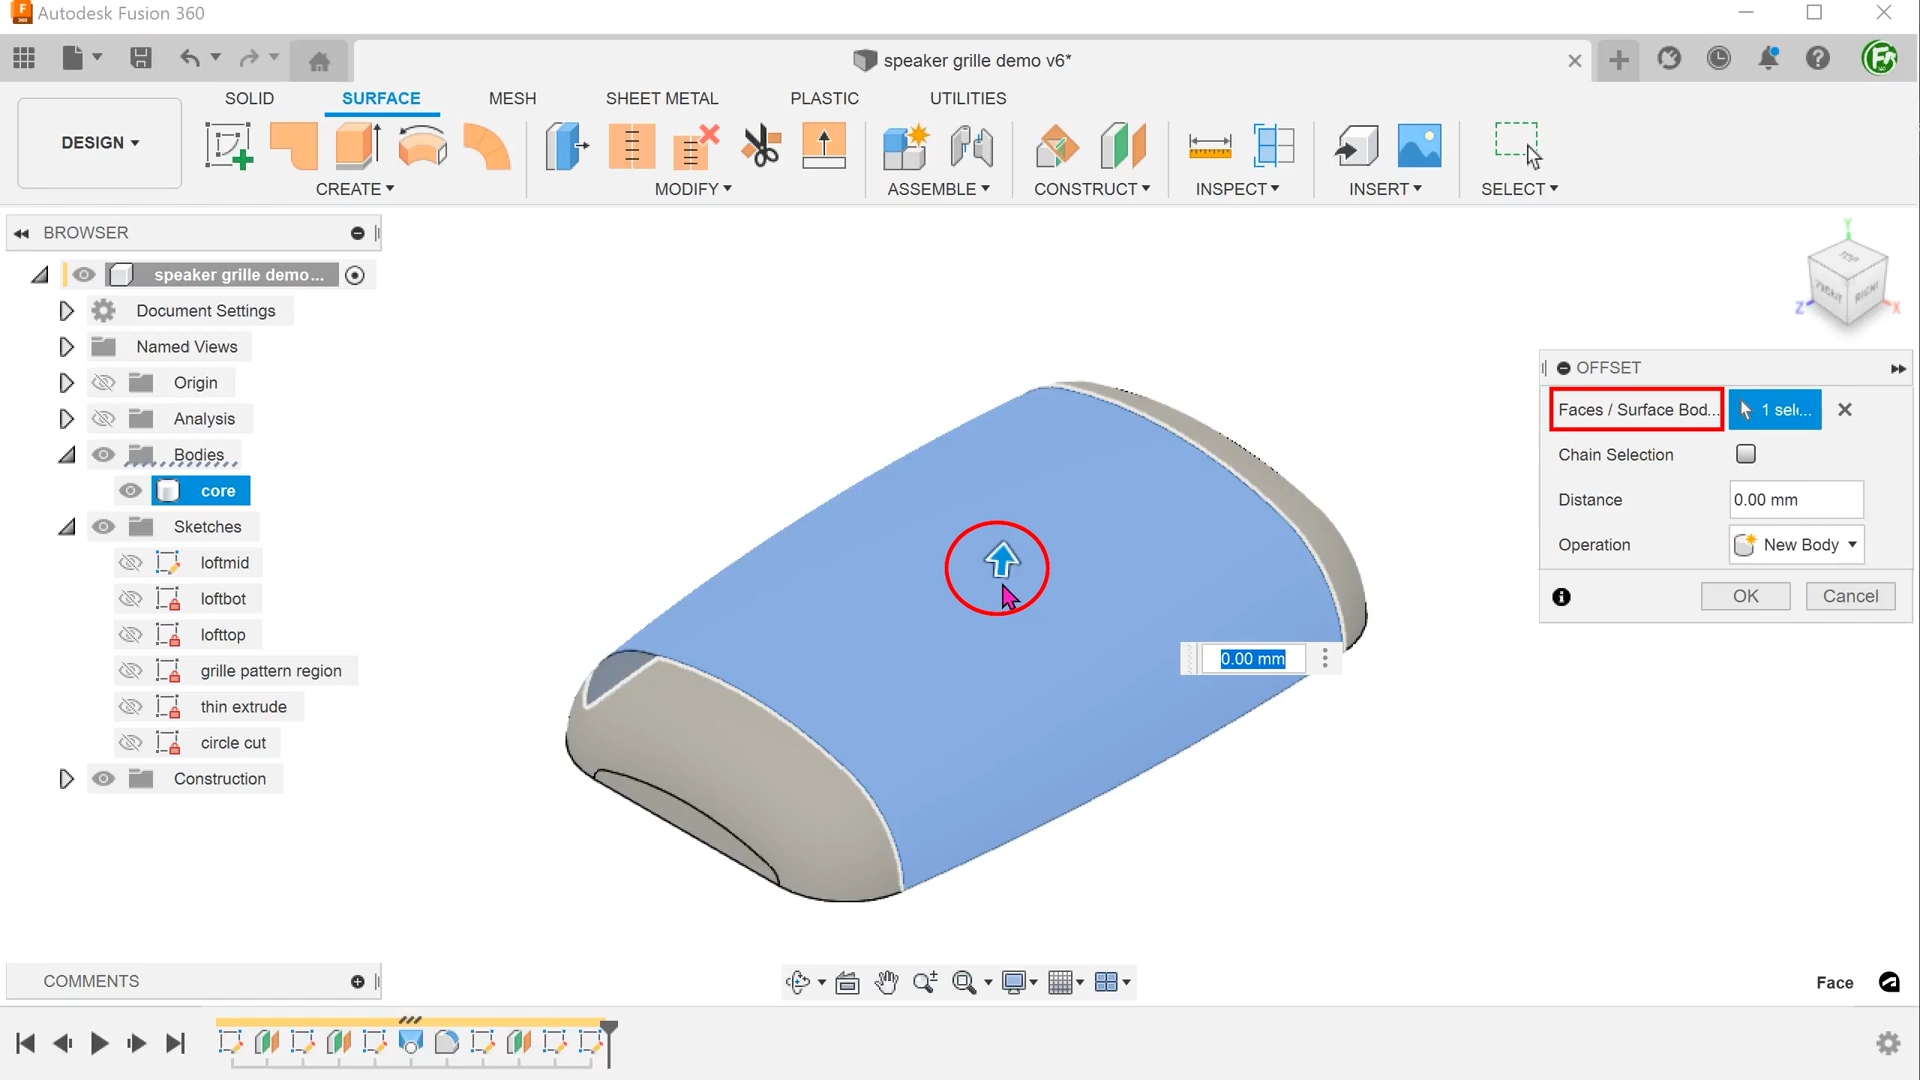 Autodesk Fusion 360
speaker grille demo v6*
SOLID
SURFACE
MESH
SHEET METAL
PLASTIC
UTILITIES
DESIGN
CREATE
MODIFY
ASSEMBLE
CONSTRUCT
INSPECT
INSERT
SELECT
BROWSER
speaker grille demo...
Document Settings
Named Views
Origin
Analysis
Bodies
core
Sketches
loftmid
loftbot
lofttop
grille pattern region
thin extrude
circle cut
Construction
TOP
FRONT
RIGHT
Y
Z
X
OFFSET
Faces / Surface Bod...
1 sel...
Chain Selection
Distance
0.00 mm
Operation
New Body
OK
Cancel
0.00 mm
COMMENTS
Face